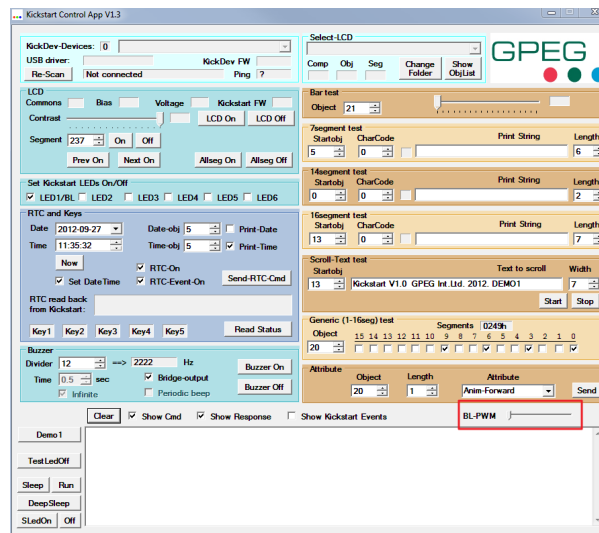 Kickstart Control App V1.3
KickDev-Devices: 0
USB driver:
KickDev FW
Re-Scan Not connected Ping ?
Select-LCD
Comp Obj Seg Change Folder Show ObjList
GPEG
LCD
Commons Bias Voltage Kickstart FW
Contrast LCD On LCD Off
Segment 237 On Off
Prev On Next On Allseg On Allseg Off
Set Kickstart LEDs On/Off
LED1/BL LED2 LED3 LED4 LED5 LED6
RTC and Keys
Date 2012-09-27 Date-obj 5 Print-Date
Time 11:35:32 Time-obj 5 Print-Time
Now RTC-On
Set DateTime RTC-Event-On Send-RTC-Cmd
RTC read back
from Kickstart:
Key1 Key2 Key3 Key4 Key5 Read Status
Buzzer
Divider 12 ==> 2222 Hz Buzzer On
Time 0.5 sec Bridge-output Buzzer Off
Infinite Periodic beep
Bar test
Object 21
7segment test
Startobj CharCode Print String Length
5 0 6
14segment test
Startobj CharCode Print String Length
0 0 2
16segment test
Startobj CharCode Print String Length
13 0 7
Scroll-Text test
Startobj Text to scroll Width
13 Kickstart V1.0 GPEG Int.Ltd. 2012. DEMO1 7
Start Stop
Generic (1-16seg) test
Object Segments 0249h
15 14 13 12 11 10 9 8 7 6 5 4 3 2 1 0
20
Attribute
Object Length Attribute
20 1 Anim-Forward Send
Clear Show Cmd Show Response Show Kickstart Events BL-PWM
Demo1
TestLedOff
Sleep Run
DeepSleep
SLedOn Off